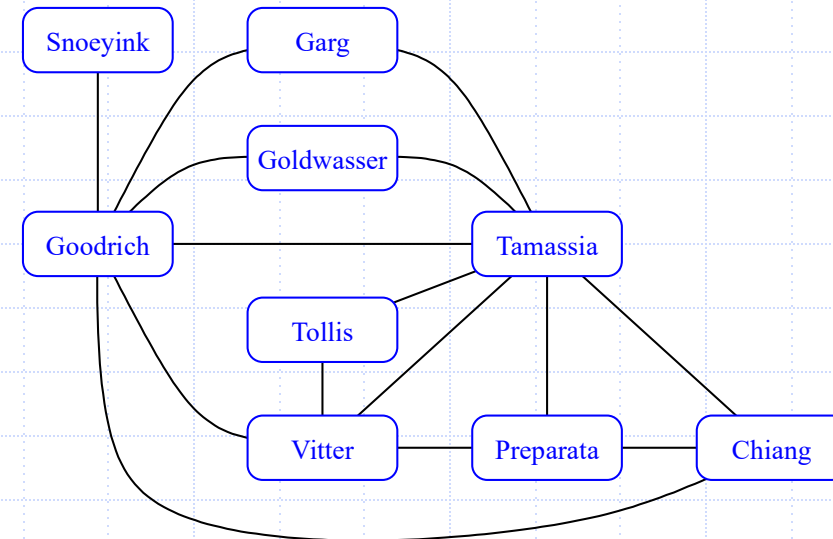 Snoeyink
Garg
Goldwasser
Goodrich
Tamassia
Tollis
Vitter
Preparata
Chiang